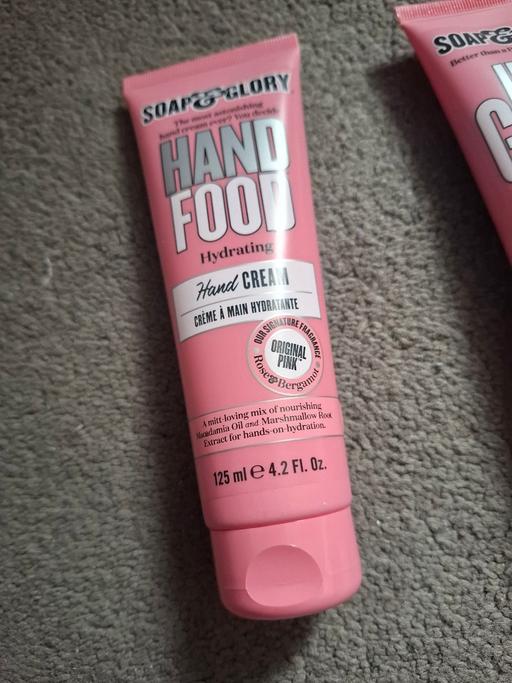 SOAP & GLORY
The most astonishing
hand cream ever? You decide.
HAND
FOOD
Hydrating
Hand CREAM
CRÈME À MAIN HYDRATANTE
OUR SIGNATURE FRAGRANCE
ORIGINAL
PINK
Rose & Bergamot
A mitt-loving mix of nourishing
Macadamia Oil and Marshmallow Root
Extract for hands-on-hydration.
125 ml e 4.2 Fl. Oz.
SOAP &
Better than a